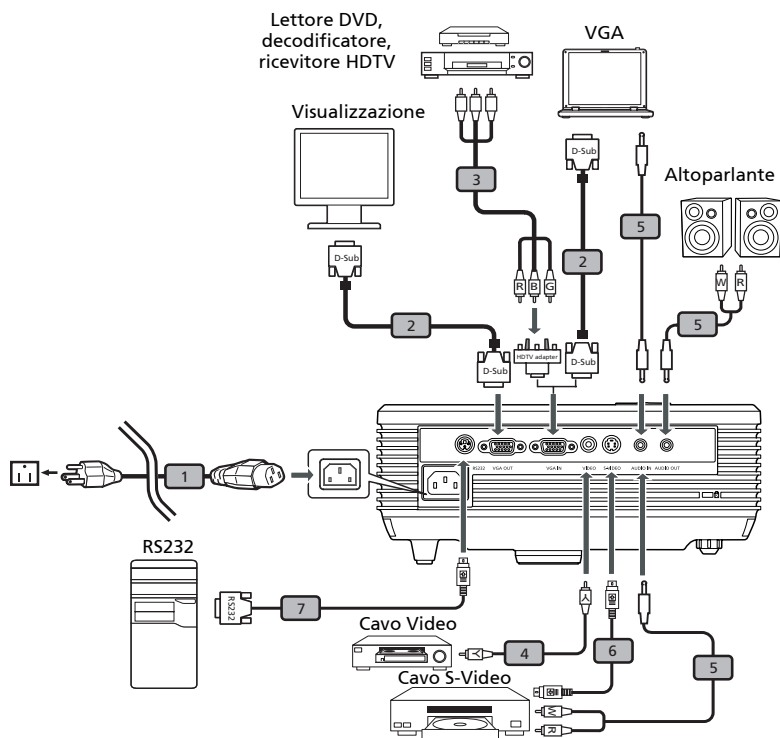 Lettore DVD,
decodificatore,
ricevitore HDTV
VGA
Visualizzazione
D-Sub
3
Altoparlante
5
D-Sub
2
R B G
W R
2
5
HDTV adapter
D-Sub
D-Sub
1
RS232 VGA OUT VGA IN VIDEO S-VIDEO AUDIO IN AUDIO OUT
RS232
RS232
7
Cavo Video
Y
4
Y
6
5
Cavo S-Video
W
R